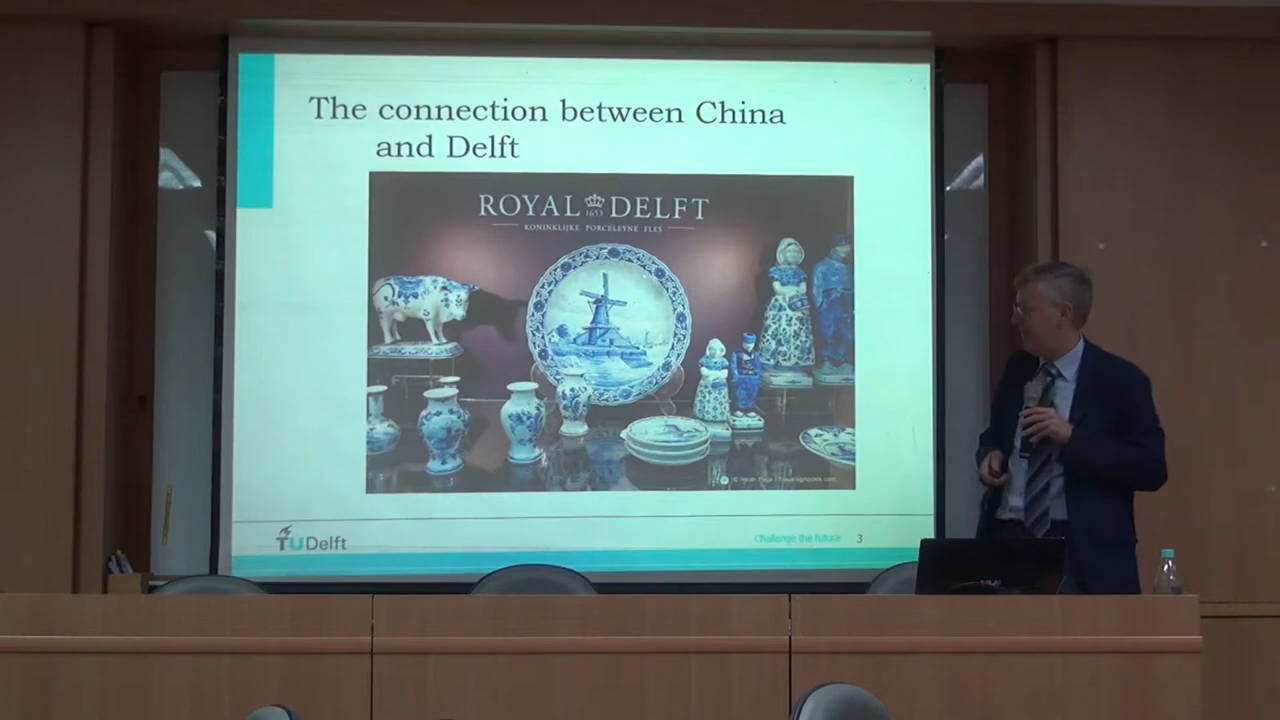 The connection between China
and Delft
ROYAL DELFT
1653
KONINKLIJKE PORCELEYNE FLES
TUDelft
Challenge the future
3